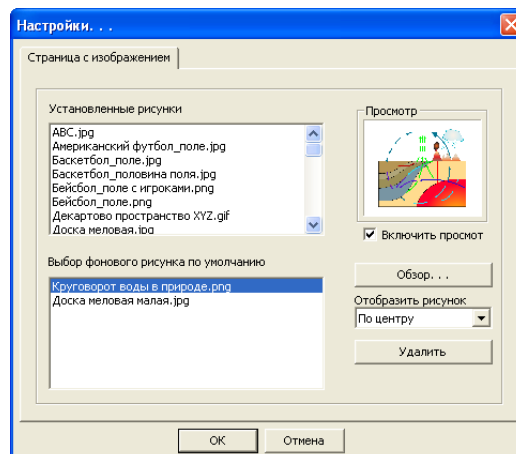 Настройки. . .
Страница с изображением
Установленные рисунки
ABC.jpg
Американский футбол_поле.jpg
Баскетбол_поле.jpg
Баскетбол_половина поля.jpg
Бейсбол_поле с игроками.png
Бейсбол_поле.png
Декартово пространство XYZ.gif
Доска меловая.jpg
Просмотр
Включить просмот
Выбор фонового рисунка по умолчанию
Круговорот воды в природе.png
Доска меловая малая.jpg
Обзор. . .
Отобразить рисунок
По центру
Удалить
ОК
Отмена